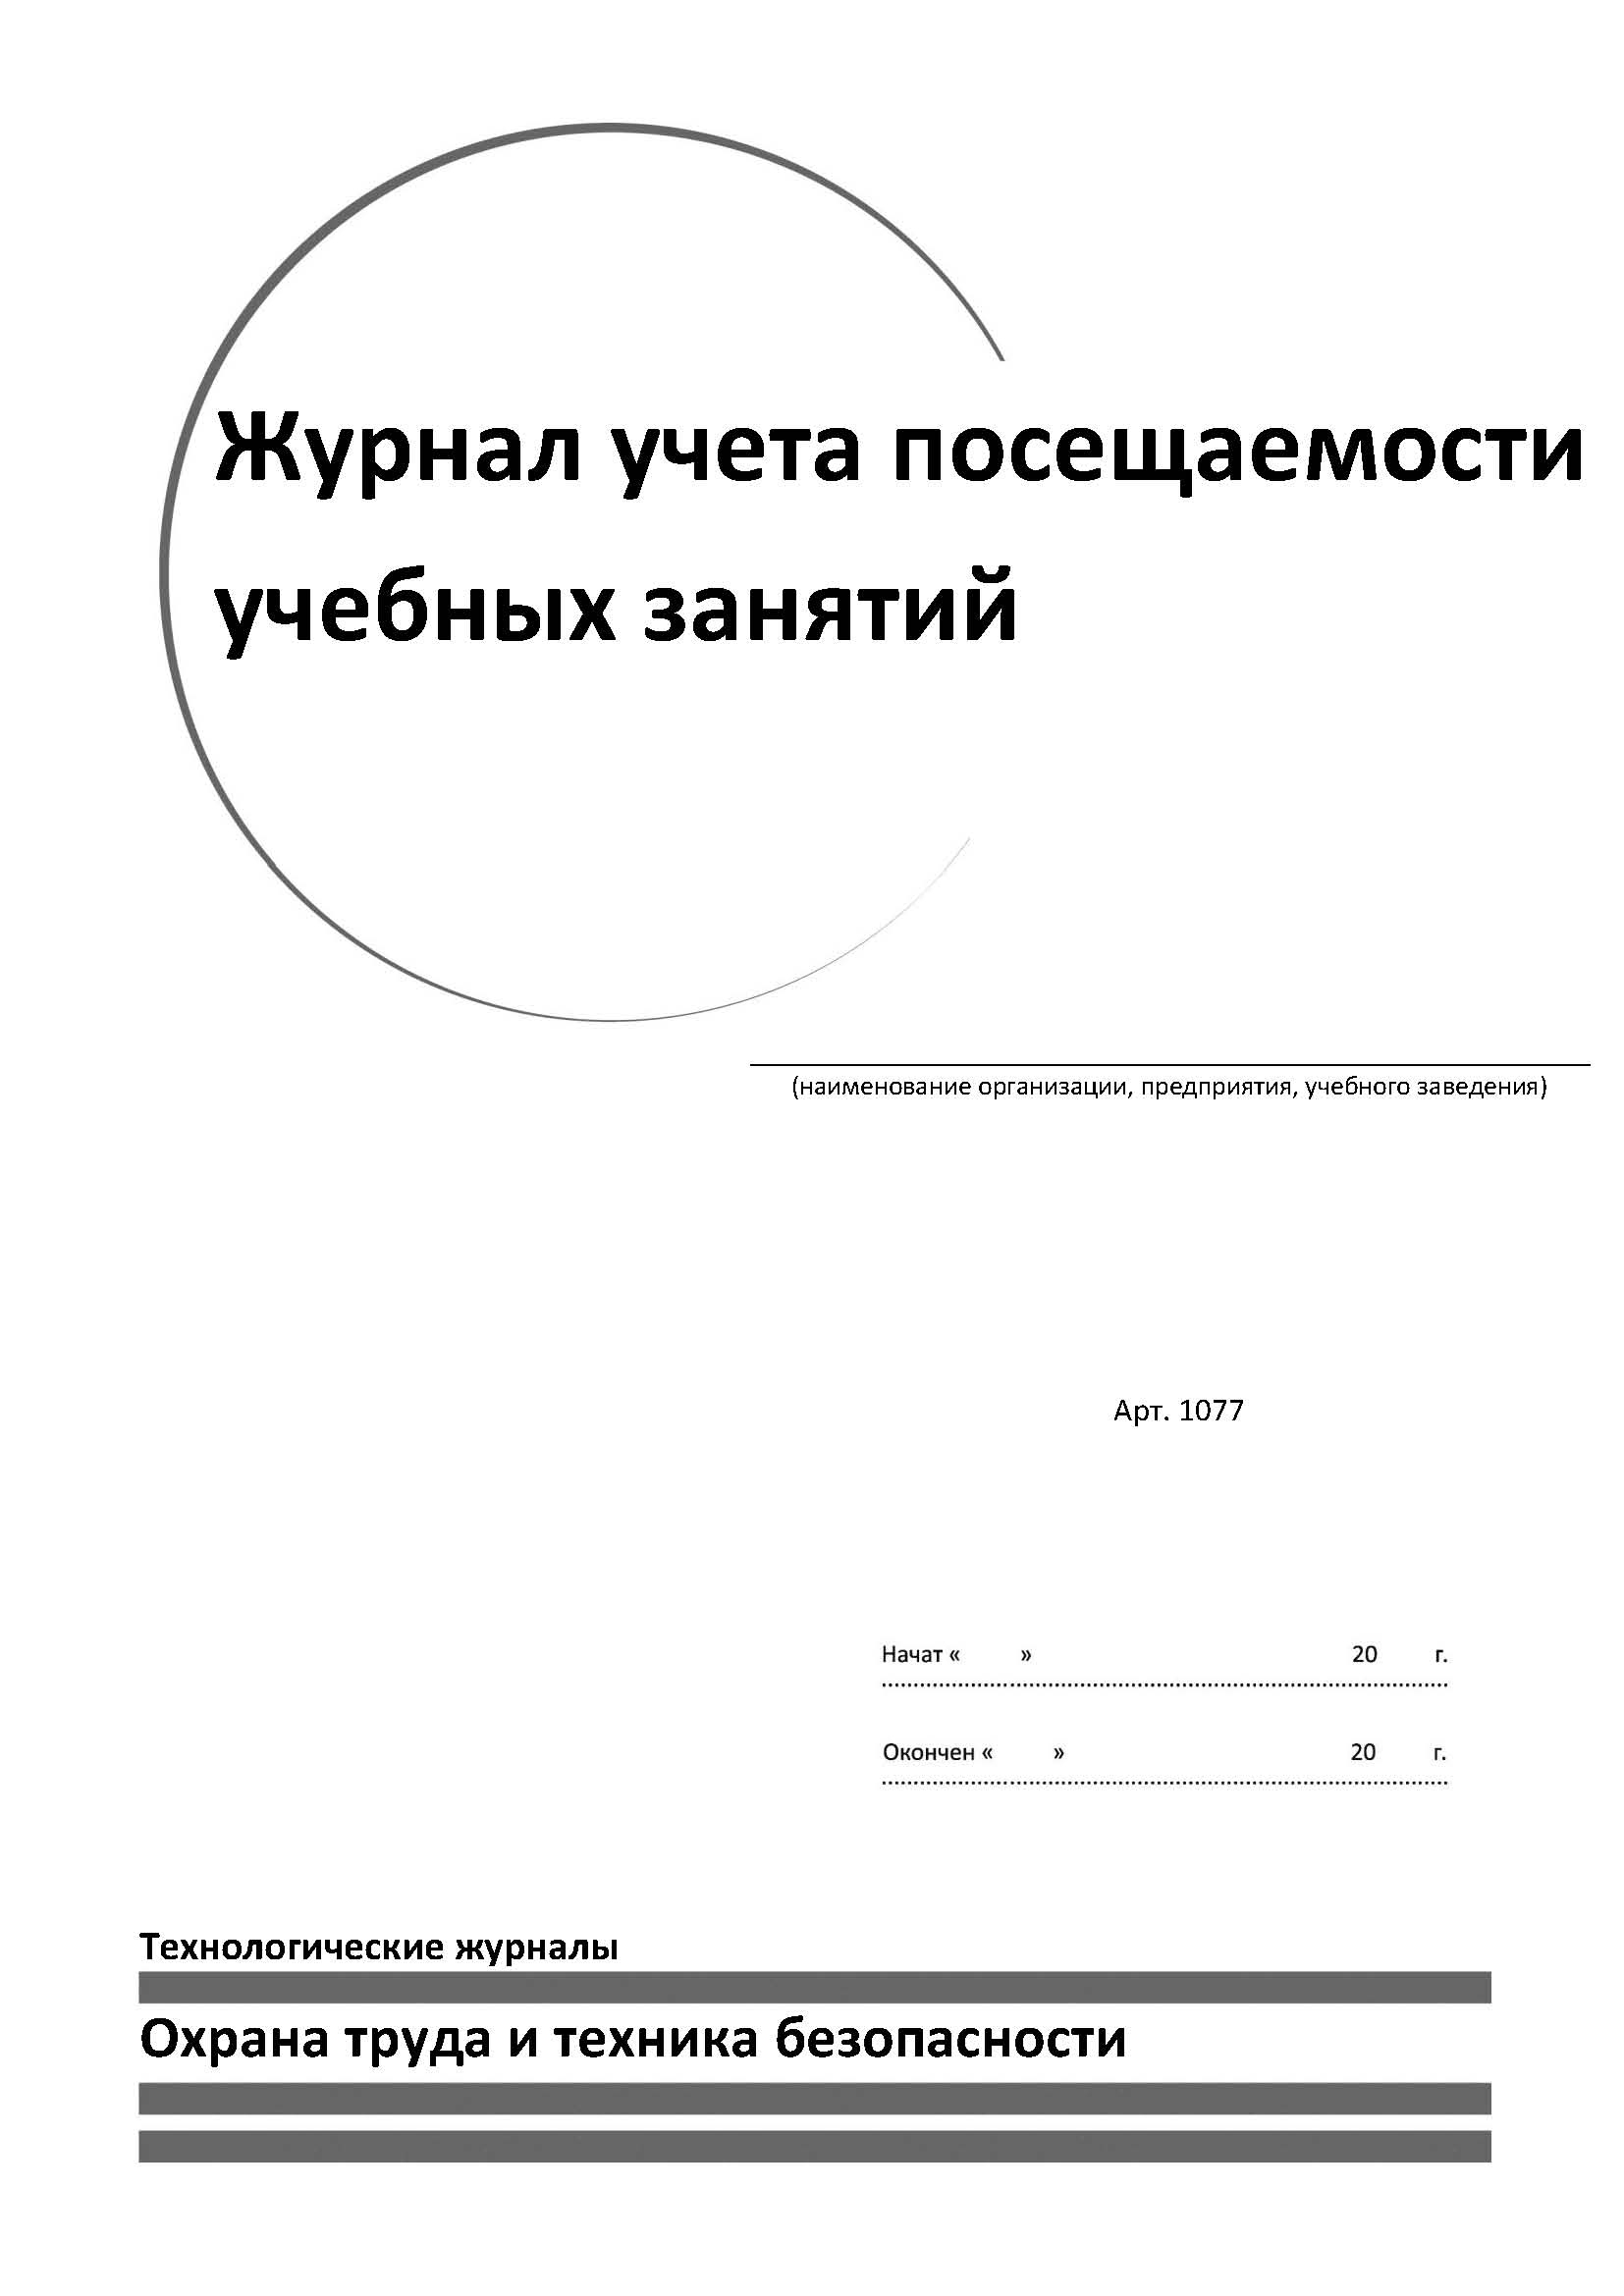 Журнал учета посещаемости
учебных занятий
(наименование организации, предприятия, учебного заведения)
Арт. 1077
Начат « » 20 г.
Окончен « » 20 г.
Технологические журналы
Охрана труда и техника безопасности